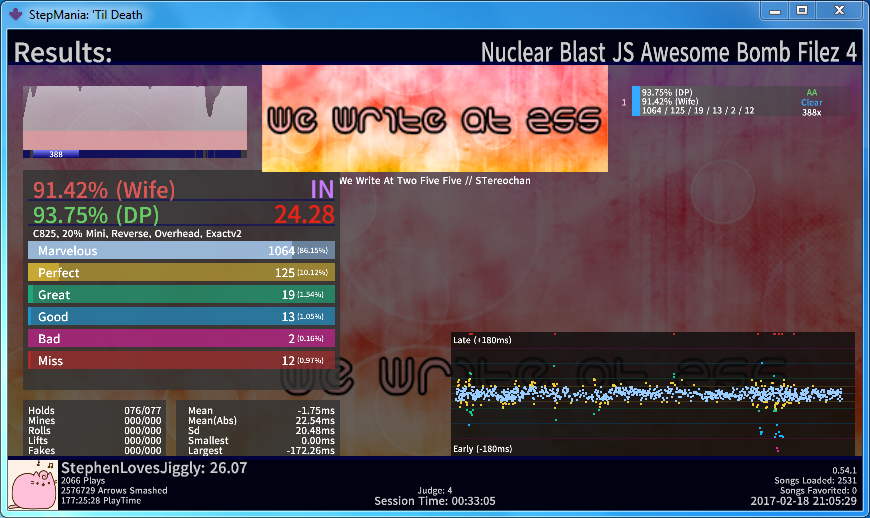 StepMania: 'Til Death
Results:
Nuclear Blast JS Awesome Bomb Filez 4
388
we write at 255
1
93.75% (DP)
91.42% (Wife)
1064 / 125 / 19 / 13 / 2 / 12
AA
Clear
388x
We Write At Two Five Five // STereochan
91.42% (Wife) IN
93.75% (DP) 24.28
C825, 20% Mini, Reverse, Overhead, Exactv2
Marvelous 1064 (86.15%)
Perfect 125 (10.12%)
Great 19 (1.54%)
Good 13 (1.05%)
Bad 2 (0.16%)
Miss 12 (0.97%)
we write at 255
Late (+180ms)
Early (-180ms)
Holds 076/077
Mines 000/000
Rolls 000/000
Lifts 000/000
Fakes 000/000
Mean -1.75ms
Mean(Abs) 22.54ms
Sd 20.48ms
Smallest 0.00ms
Largest -172.26ms
StephenLovesJiggly: 26.07
2066 Plays
2576729 Arrows Smashed
177:25:28 PlayTime
Judge: 4
Session Time: 00:33:05
0.54.1
Songs Loaded: 2531
Songs Favorited: 0
2017-02-18 21:05:29